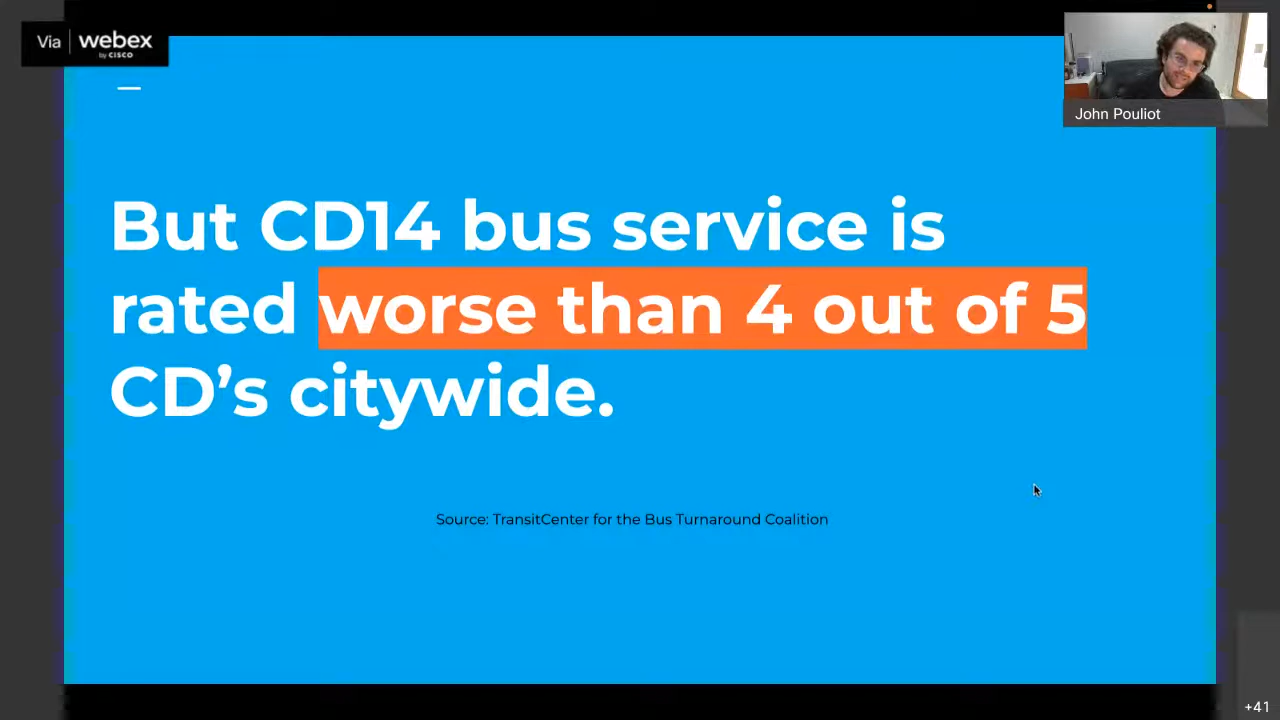 Via webex
by CISCO
John Pouliot
But CD14 bus service is
rated worse than 4 out of 5
CD’s citywide.
Source: TransitCenter for the Bus Turnaround Coalition
+41